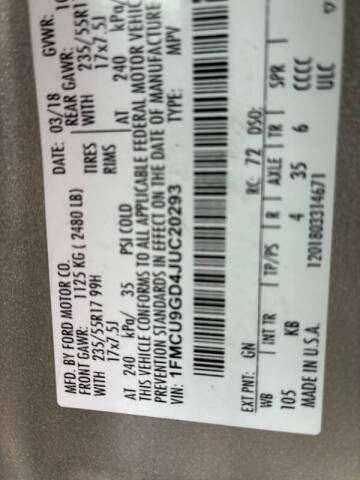 MFD. BY FORD MOTOR CO.
DATE: 03/18 GVWR:
FRONT GAWR: 1125 KG ( 2480 LB) REAR GAWR:
WITH 235/55R17 99H TIRES WITH 235/55R17
17x7.5J RIMS 17x7.5J
AT 240 kPa/ 35 PSI COLD AT 240 kPa/
THIS VEHICLE CONFORMS TO ALL APPLICABLE FEDERAL MOTOR VEHIC
PREVENTION STANDARDS IN EFFECT ON THE DATE OF MANUFACTURE
VIN: 1FMCU9GD4JUC20293 TYPE: MPV
EXT PNT: GN RC: 72 DSO:
WB INT TR TP/PS R AXLE TR SPR
105 KB 4 35 6 CCCC
MADE IN U.S.A. 1201803314671 ULC